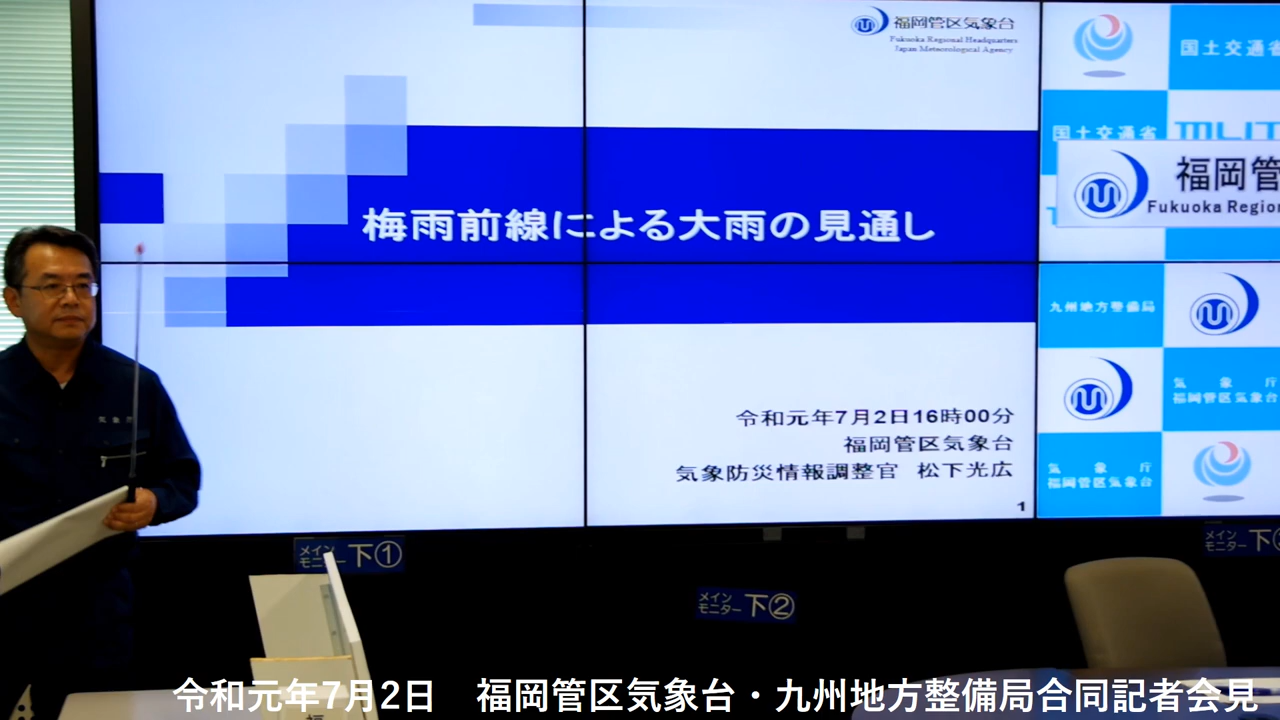 福岡管区気象台
Fukuoka Regional Headquarters
Japan Meteorological Agency
国土交通省
国土交通省
MLIT
福岡管
Fukuoka Region
梅雨前線による大雨の見通し
九州地方整備局
気象庁
福岡管区気象台
令和元年7月2日16時00分
福岡管区気象台
気象防災情報調整官 松下光広
1
気象庁
福岡管区気象台
気象庁
メイン
モニター 下①
メイン
モニター 下②
メイン
モニター 下
令和元年7月2日 福岡管区気象台・九州地方整備局合同記者会見